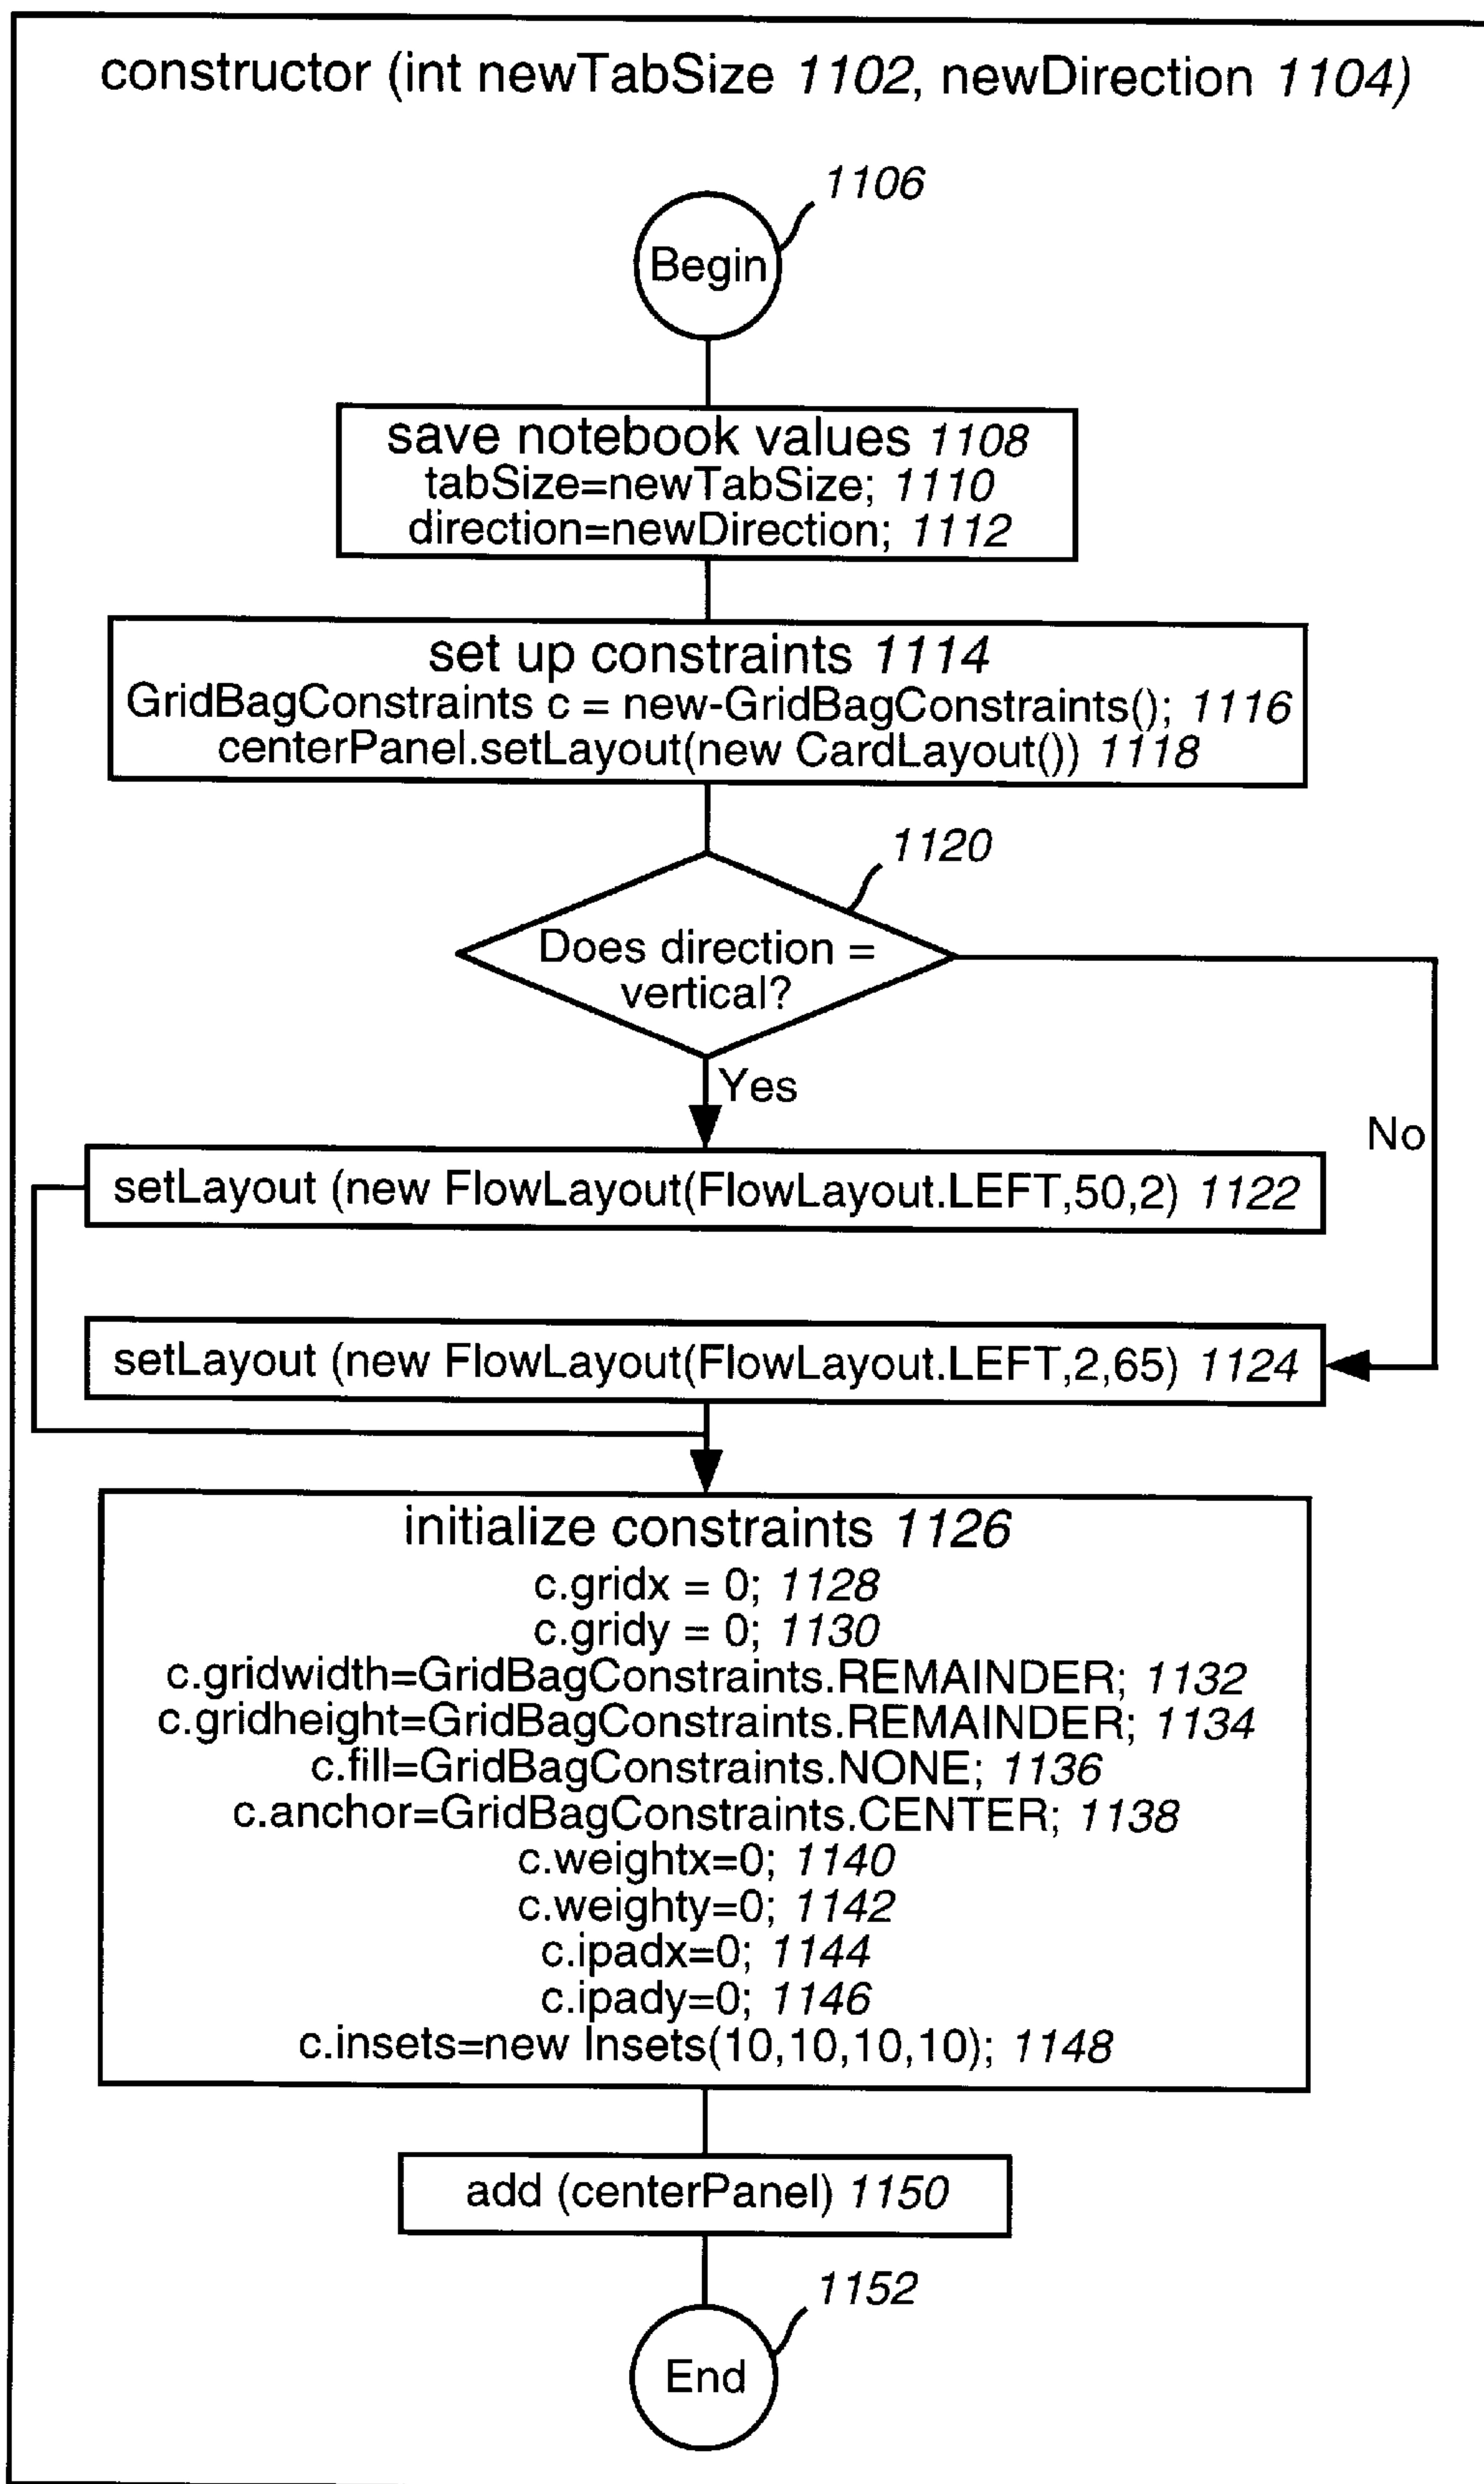 constructor (int newTabSize 1102, newDirection 1104)
1106
Begin
save notebook values 1108
tabSize=newTabSize; 1110
direction=newDirection; 1112
set up constraints 1114
GridBagConstraints c = new-GridBagConstraints(); 1116
centerPanel.setLayout(new CardLayout()) 1118
1120
Does direction =
vertical?
Yes
No
setLayout (new FlowLayout(FlowLayout.LEFT,50,2) 1122
setLayout (new FlowLayout(FlowLayout.LEFT,2,65) 1124
initialize constraints 1126
c.gridx = 0; 1128
c.gridy = 0; 1130
c.gridwidth=GridBagConstraints.REMAINDER; 1132
c.gridheight=GridBagConstraints.REMAINDER; 1134
c.fill=GridBagConstraints.NONE; 1136
c.anchor=GridBagConstraints.CENTER; 1138
c.weightx=0; 1140
c.weighty=0; 1142
c.ipadx=0; 1144
c.ipady=0; 1146
c.insets=new Insets(10,10,10,10); 1148
add (centerPanel) 1150
1152
End